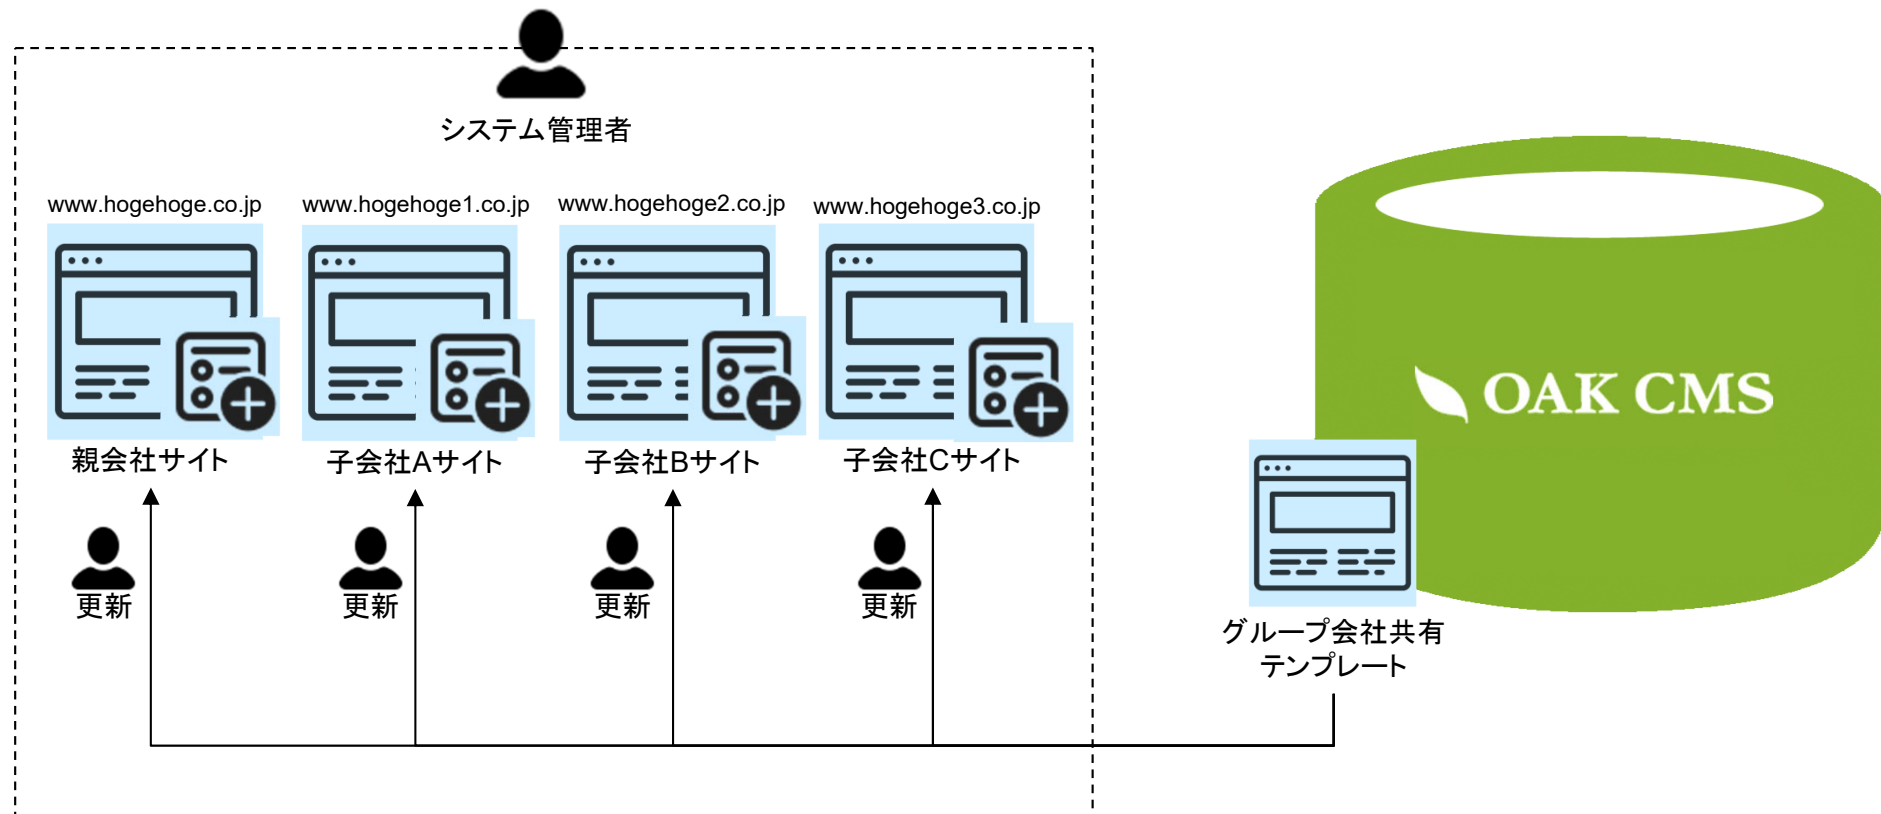 システム管理者
www.hogehoge.co.jp
www.hogehoge1.co.jp
www.hogehoge2.co.jp
www.hogehoge3.co.jp
親会社サイト
子会社Aサイト
子会社Bサイト
子会社Cサイト
更新
更新
更新
更新
OAK CMS
グループ会社共有
テンプレート